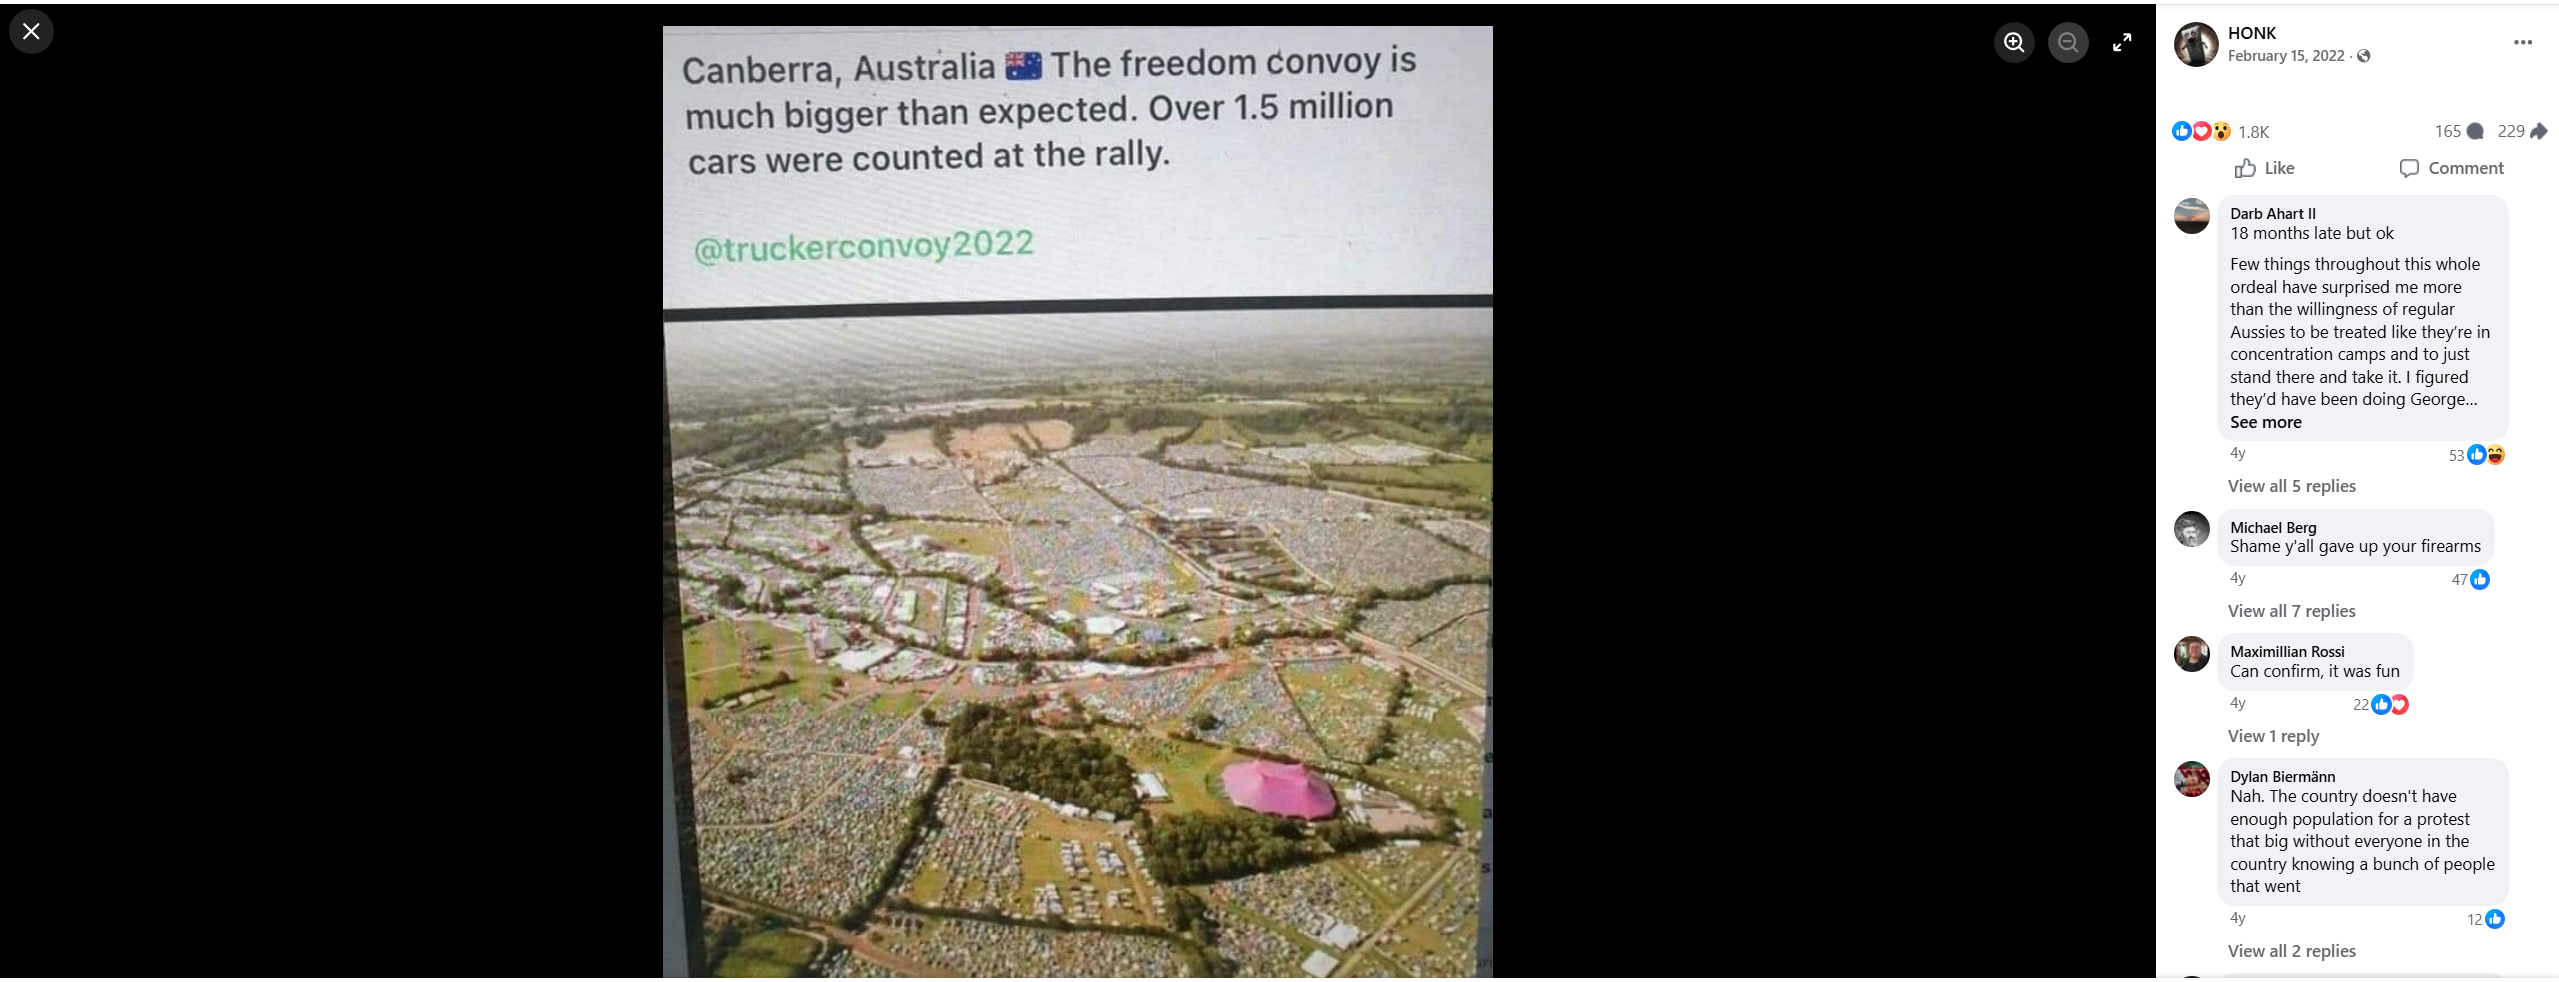 Canberra, Australia 🇦🇺 The freedom convoy is
much bigger than expected. Over 1.5 million
cars were counted at the rally.
@truckerconvoy2022
HONK
February 15, 2022 ·
1.8K
165
229
Like
Comment
Darb Ahart II
18 months late but ok
Few things throughout this whole
ordeal have surprised me more
than the willingness of regular
Aussies to be treated like they’re in
concentration camps and to just
stand there and take it. I figured
they’d have been doing George...
See more
4y
53
View all 5 replies
Michael Berg
Shame y'all gave up your firearms
4y
47
View all 7 replies
Maximillian Rossi
Can confirm, it was fun
4y
22
View 1 reply
Dylan Biermänn
Nah. The country doesn't have
enough population for a protest
that big without everyone in the
country knowing a bunch of people
that went
4y
12
View all 2 replies